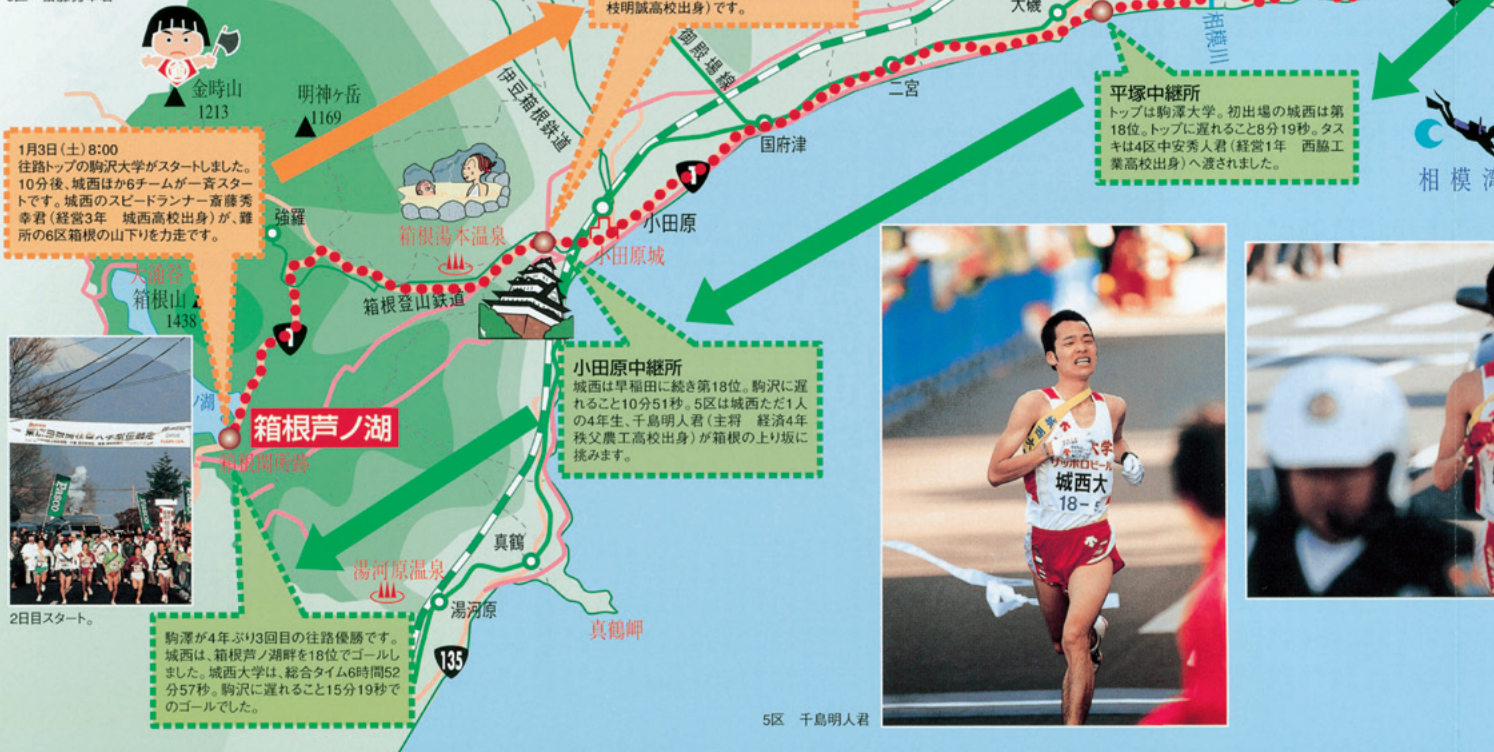 枝明誠高校出身)です。
大磯
相模川
御殿場線
伊豆箱根鉄道
二宮
国府津
金時山
1213
明神ヶ岳
1169
平塚中継所
トップは駒澤大学。初出場の城西は第
18位。トップに遅れること8分19秒。タス
キは4区中安秀人君(経営1年 西脇工
業高校出身)へ渡されました。
相模湾
1月3日(土)8:00
往路トップの駒沢大学がスタートしました。
10分後、城西ほか6チームが一斉スター
トです。城西のスピードランナー斎藤秀
幸君(経営3年 城西高校出身)が、難
所の6区箱根の山下りを力走です。
強羅
箱根湯本温泉
1
小田原
小田原城
大涌谷
箱根山
1438
箱根登山鉄道
1
小田原中継所
城西は早稲田に続き第18位。駒沢に遅
れること10分51秒。5区は城西ただ1人
の4年生、千島明人君(主将 経済4年
秩父農工高校出身)が箱根の上り坂に
挑みます。
ノ湖
箱根芦ノ湖
箱根関所跡
Pasco
2日目スタート。
真鶴
湯河原温泉
湯河原
真鶴岬
135
駒澤が4年ぶり3回目の往路優勝です。
城西は、箱根芦ノ湖畔を18位でゴールし
ました。城西大学は、総合タイム6時間52
分57秒。駒沢に遅れること15分19秒で
のゴールでした。
大学
サッポロビール
城西大
18-5
5区 千島明人君